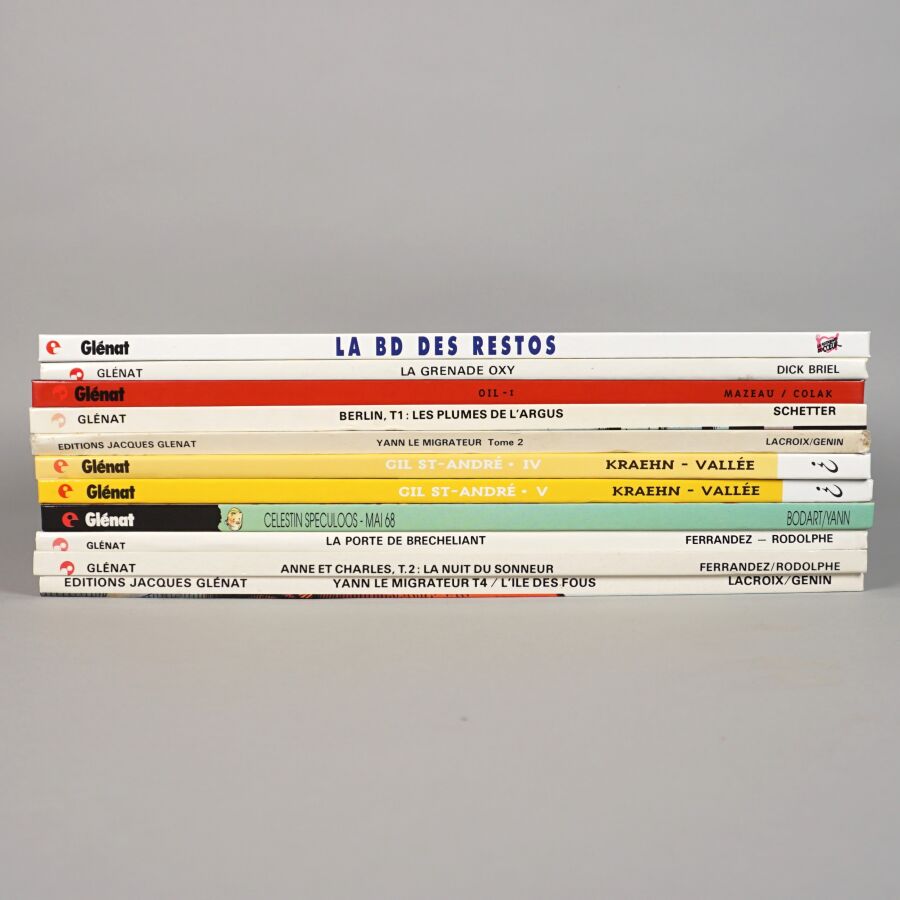 Glénat LA BD DES RESTOS
GLÉNAT LA GRENADE OXY DICK BRIEL
Glénat OIL - 1 MAZEAU / COLAK
GLÉNAT BERLIN, T1 : LES PLUMES DE L'ARGUS SCHETTER
EDITIONS JACQUES GLENAT YANN LE MIGRATEUR Tome 2 LACROIX/GENIN
Glénat GIL ST-ANDRÉ • IV KRAEHN - VALLÉE
Glénat GIL ST-ANDRÉ • V KRAEHN - VALLÉE
Glénat CELESTIN SPECULOOS - MAI 68 BODART/YANN
GLÉNAT LA PORTE DE BRECHELIANT FERRANDEZ — RODOLPHE
GLÉNAT ANNE ET CHARLES, T.2 : LA NUIT DU SONNEUR FERRANDEZ/RODOLPHE
EDITIONS JACQUES GLÉNAT YANN LE MIGRATEUR T4 / L'ILE DES FOUS LACROIX/GENIN